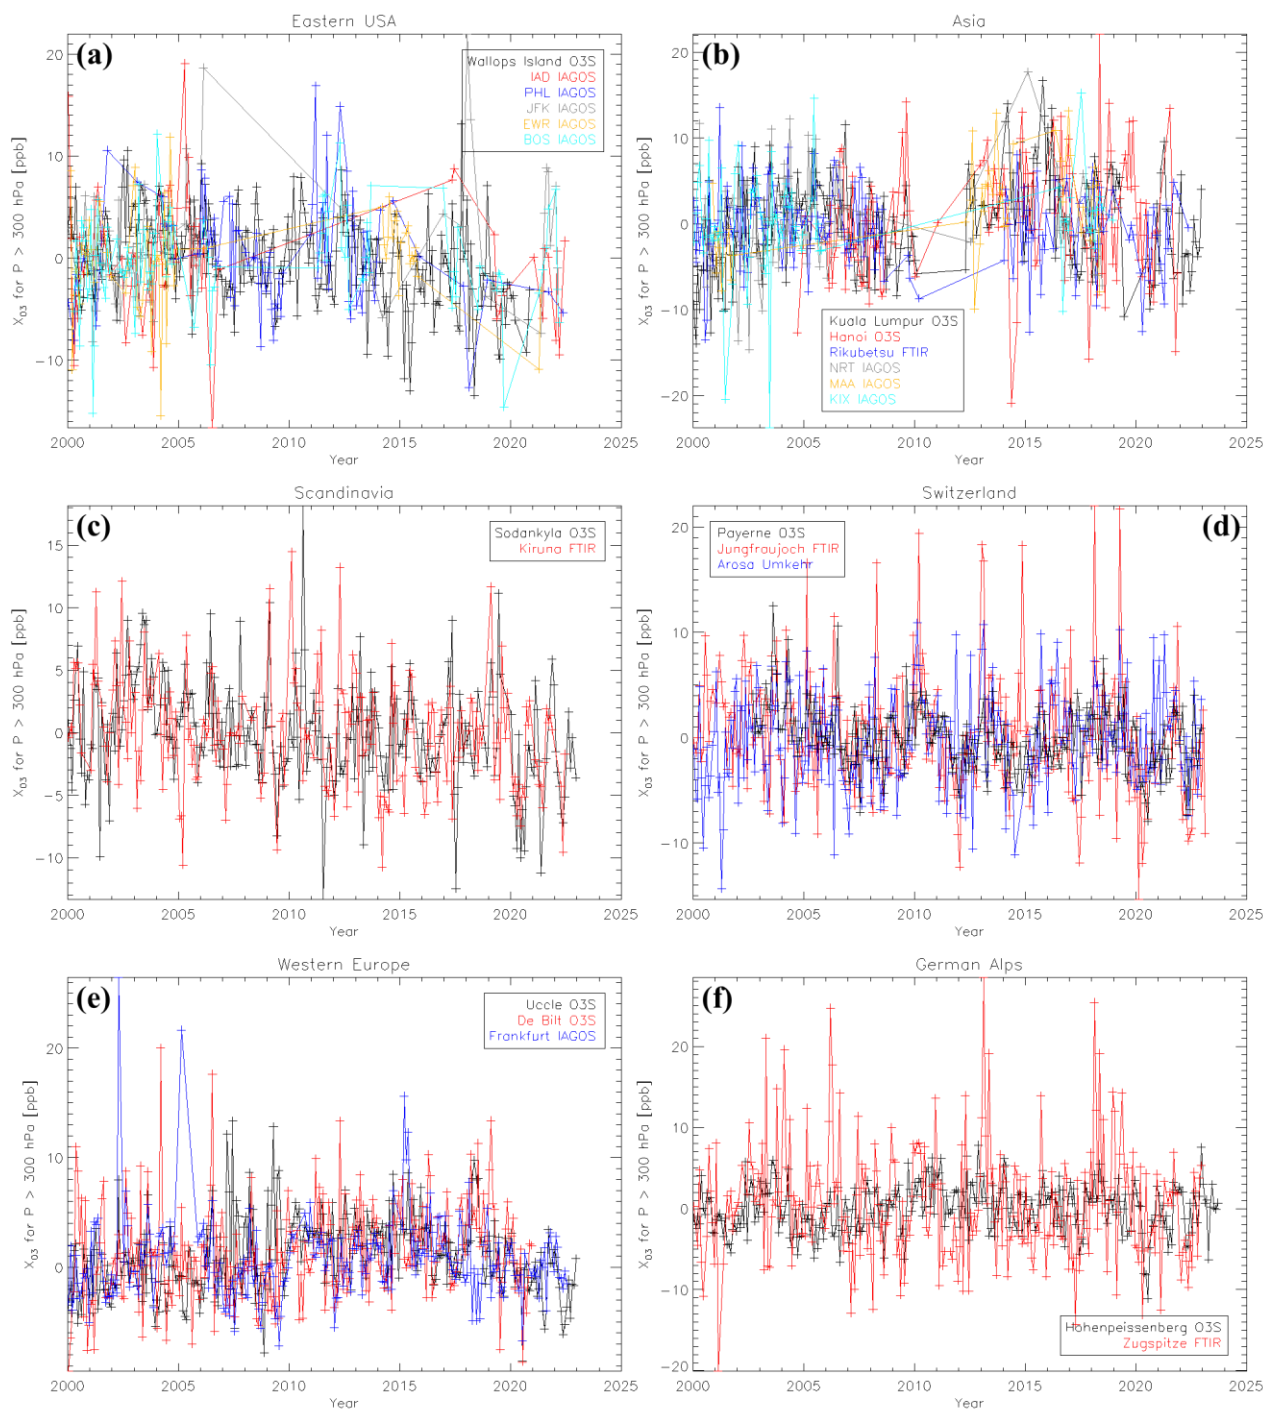 Eastern USA
(a)
Wallops Island O3S
IAD IAGOS
PHL IAGOS
JFK IAGOS
EWR IAGOS
BOS IAGOS
X_O3 for P > 300 hPa [ppb]
20
10
0
-10
2000 2005 2010 2015 2020 2025
Year
Asia
(b)
Kuala Lumpur O3S
Hanoi O3S
Rikubetsu FTIR
NRT IAGOS
MAA IAGOS
KIX IAGOS
X_O3 for P > 300 hPa [ppb]
20
10
0
-10
-20
2000 2005 2010 2015 2020 2025
Year
Scandinavia
(c)
Sodankyla O3S
Kiruna FTIR
X_O3 for P > 300 hPa [ppb]
15
10
5
0
-5
-10
2000 2005 2010 2015 2020 2025
Year
Switzerland
(d)
Payerne O3S
Jungfraujoch FTIR
Arosa Umkehr
X_O3 for P > 300 hPa [ppb]
20
10
0
-10
2000 2005 2010 2015 2020 2025
Year
Western Europe
(e)
Uccle O3S
De Bilt O3S
Frankfurt IAGOS
X_O3 for P > 300 hPa [ppb]
20
10
0
2000 2005 2010 2015 2020 2025
Year
German Alps
(f)
Hohenpeissenberg O3S
Zugspitze FTIR
X_O3 for P > 300 hPa [ppb]
20
10
0
-10
-20
2000 2005 2010 2015 2020 2025
Year